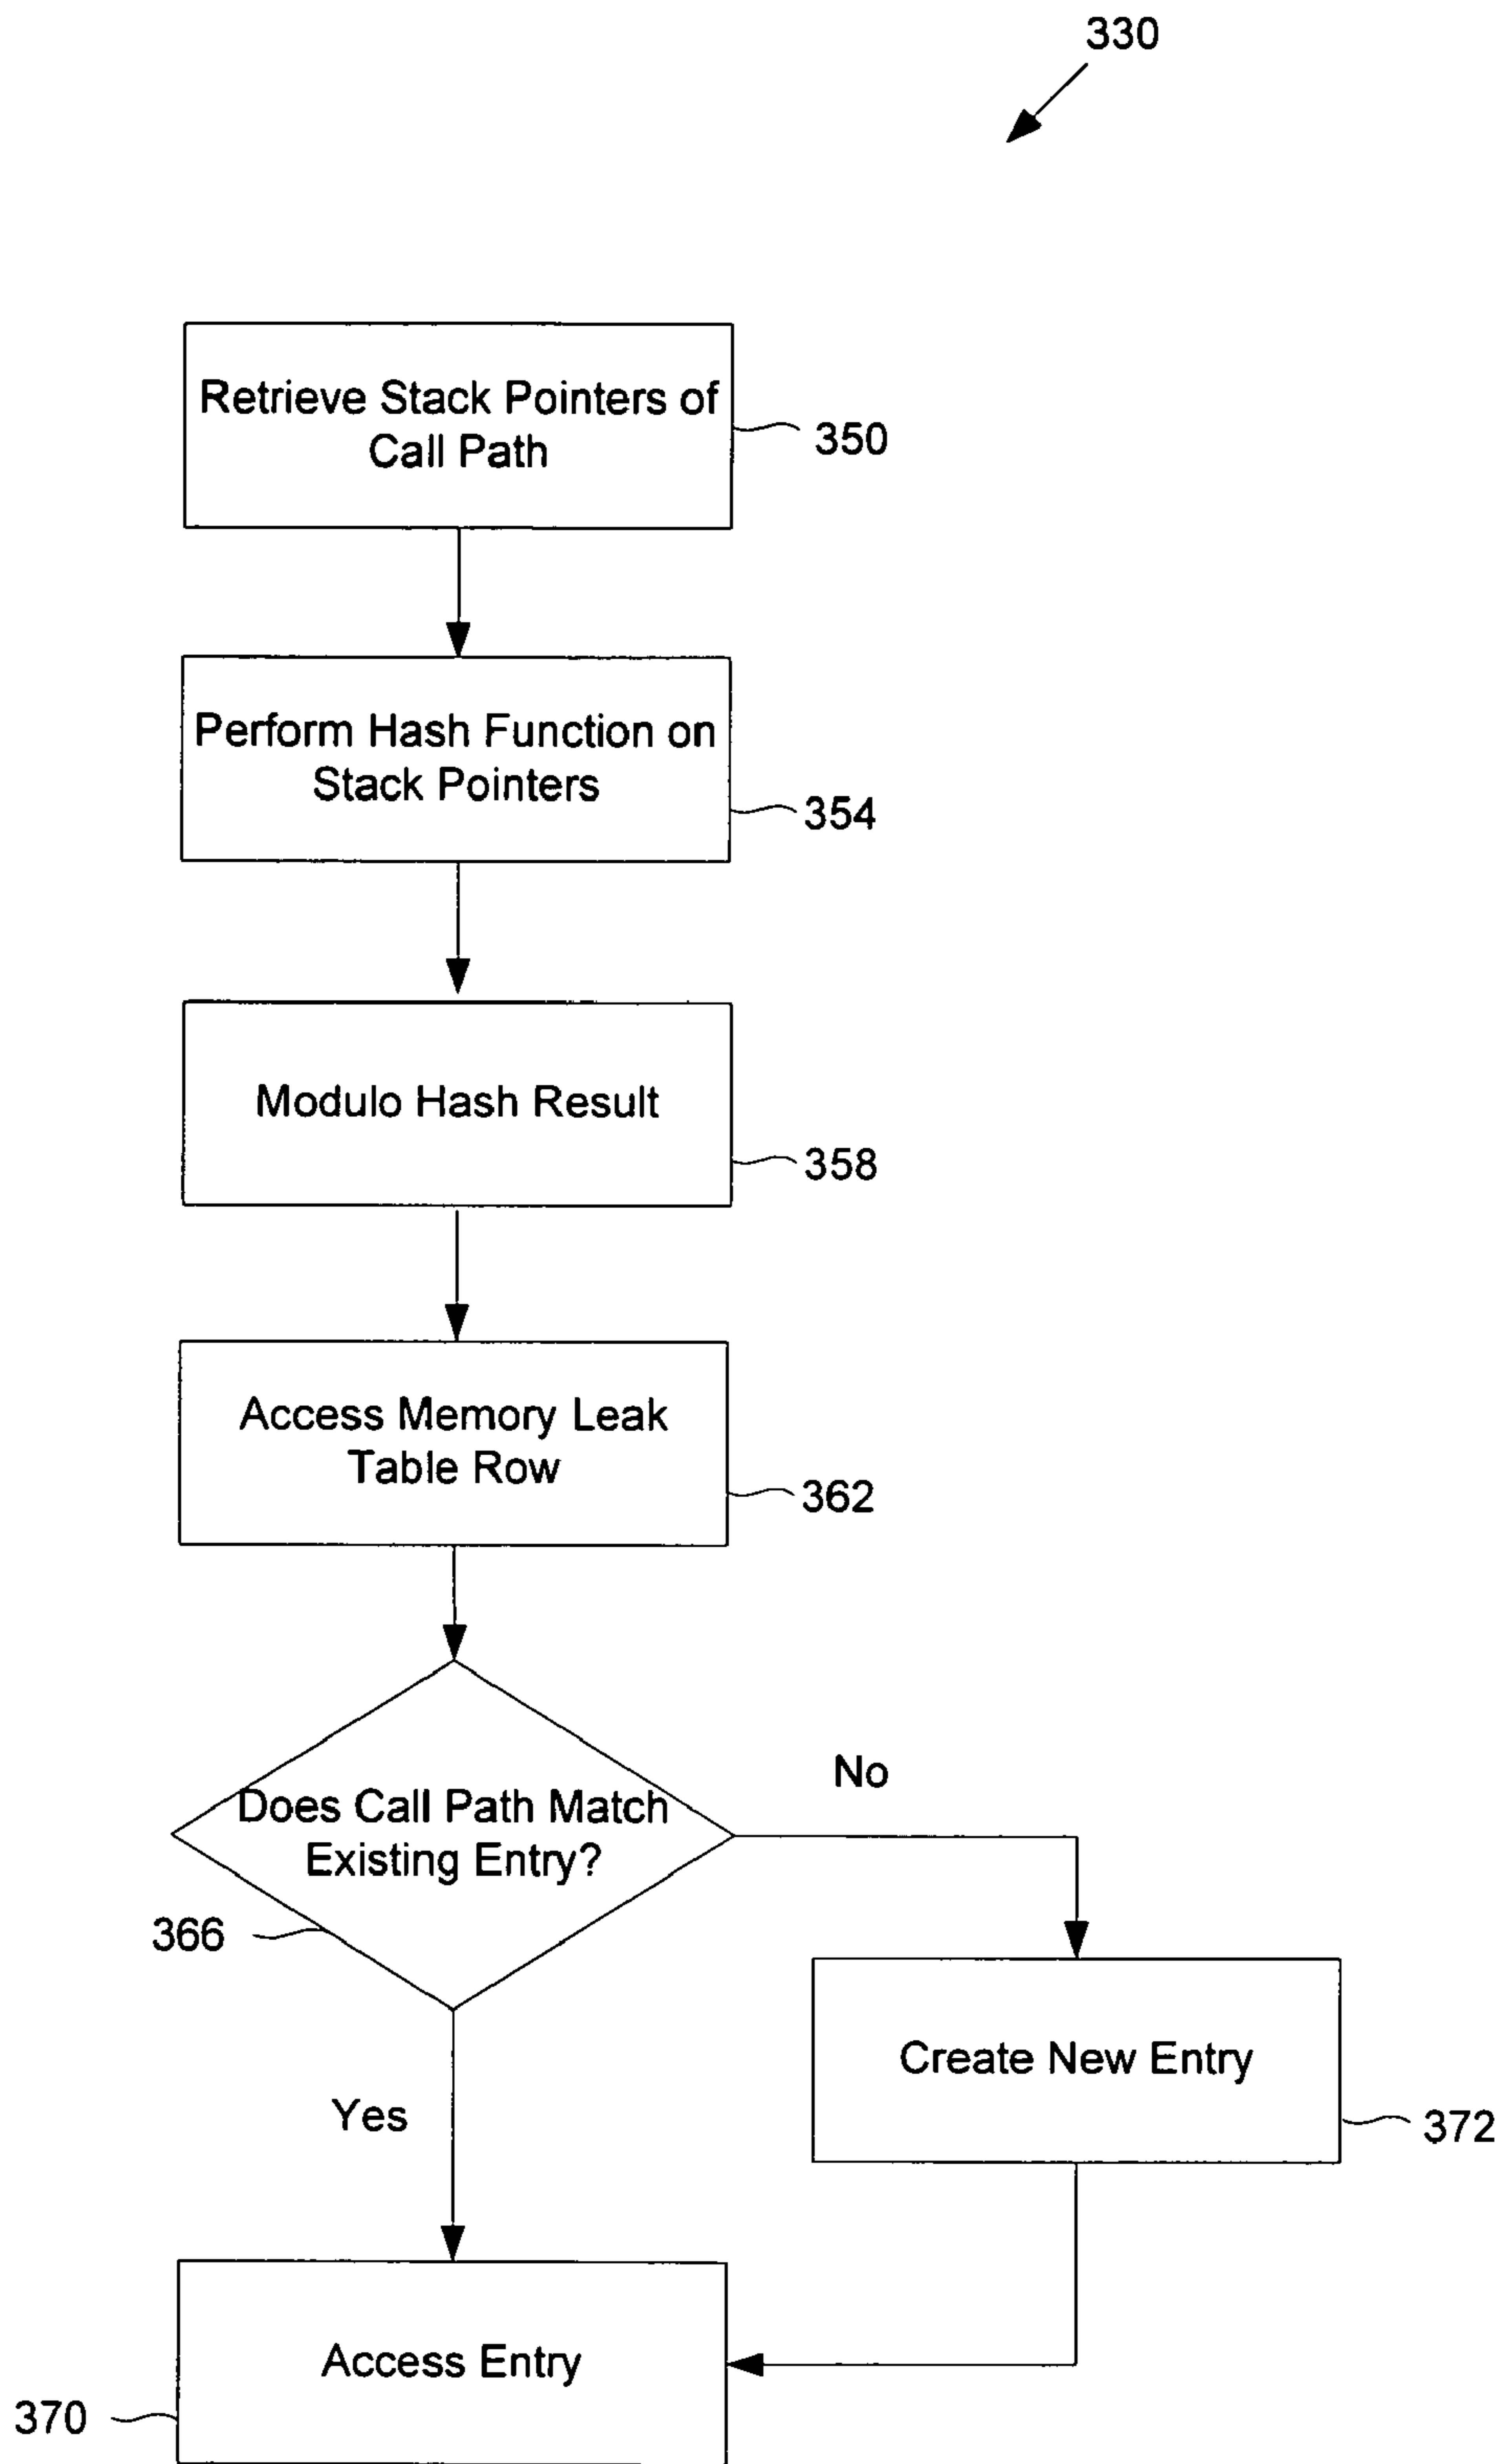 330
Retrieve Stack Pointers of
Call Path
350
Perform Hash Function on
Stack Pointers
354
Modulo Hash Result
358
Access Memory Leak
Table Row
362
Does Call Path Match
Existing Entry?
366
No
Yes
Create New Entry
372
Access Entry
370